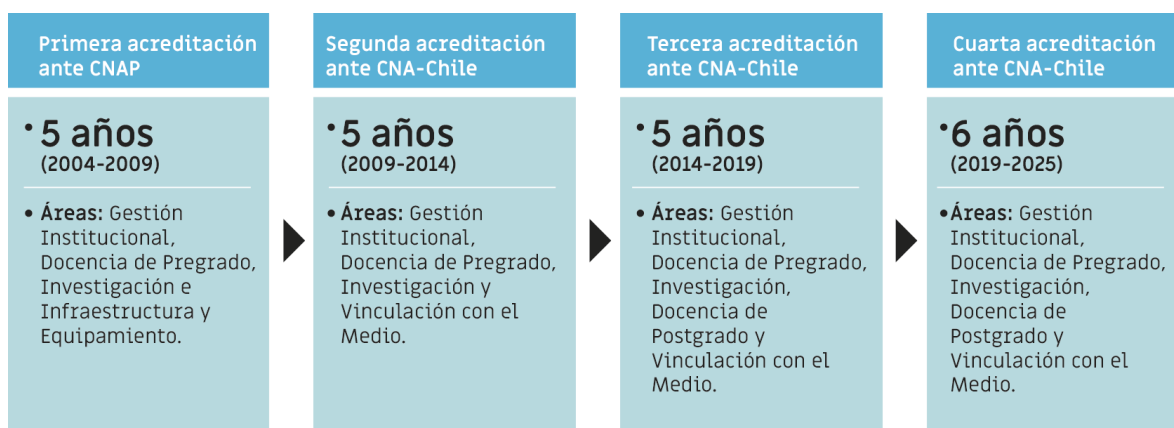 Primera acreditación
ante CNAP
• 5 años
(2004-2009)
• Áreas: Gestión
Institucional,
Docencia de Pregrado,
Investigación e
Infraestructura y
Equipamiento.
Segunda acreditación
ante CNA-Chile
• 5 años
(2009-2014)
• Áreas: Gestión
Institucional,
Docencia de Pregrado,
Investigación y
Vinculación con el
Medio.
Tercera acreditación
ante CNA-Chile
• 5 años
(2014-2019)
• Áreas: Gestión
Institucional,
Docencia de Pregrado,
Investigación,
Docencia de
Postgrado y
Vinculación con el
Medio.
Cuarta acreditación
ante CNA-Chile
• 6 años
(2019-2025)
• Áreas: Gestión
Institucional,
Docencia de Pregrado,
Investigación,
Docencia de
Postgrado y
Vinculación con el
Medio.